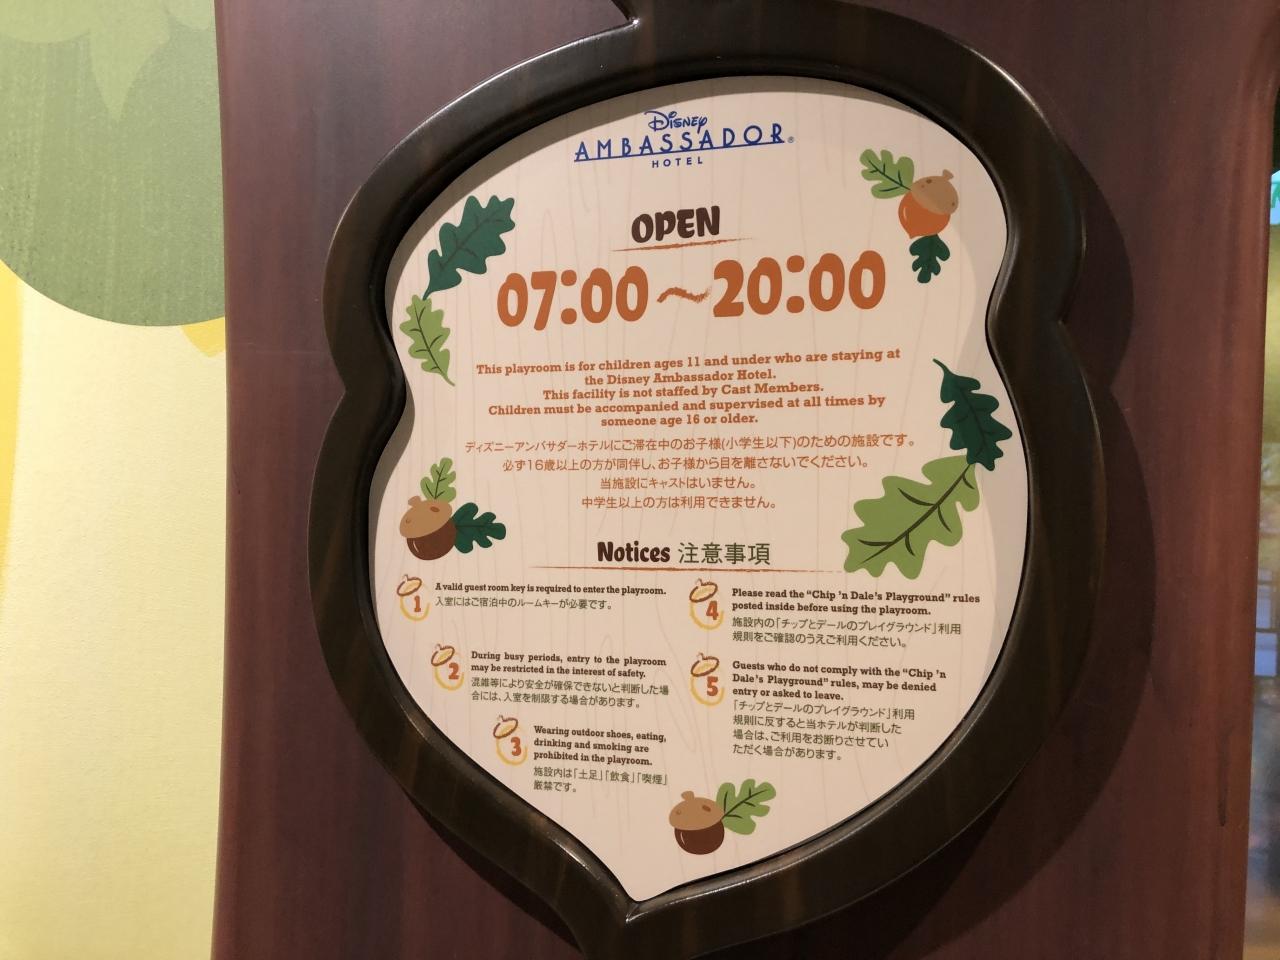 Disney
AMBASSADOR®
HOTEL
OPEN
07:00～20:00
This playroom is for children ages 11 and under who are staying at
the Disney Ambassador Hotel.
This facility is not staffed by Cast Members.
Children must be accompanied and supervised at all times by
someone age 16 or older.
ディズニーアンバサダーホテルにご滞在中のお子様(小学生以下)のための施設です。
必ず16歳以上の方が同伴し、お子様から目を離さないでください。
当施設にキャストはいません。
中学生以上の方は利用できません。
Notices 注意事項
1
A valid guest room key is required to enter the playroom.
入室にはご宿泊中のルームキーが必要です。
2
During busy periods, entry to the playroom
may be restricted in the interest of safety.
混雑等により安全が確保できないと判断した場
合には、入室を制限する場合があります。
3
Wearing outdoor shoes, eating,
drinking and smoking are
prohibited in the playroom.
施設内は「土足」「飲食」「喫煙」
厳禁です。
4
Please read the “Chip ’n Dale’s Playground” rules
posted inside before using the playroom.
施設内の「チップとデールのプレイグラウンド」利用
規則をご確認のうえご利用ください。
5
Guests who do not comply with the “Chip ’n
Dale’s Playground” rules, may be denied
entry or asked to leave.
「チップとデールのプレイグラウンド」利用
規則に反すると当ホテルが判断した
場合は、ご利用をお断りさせてい
ただく場合があります。